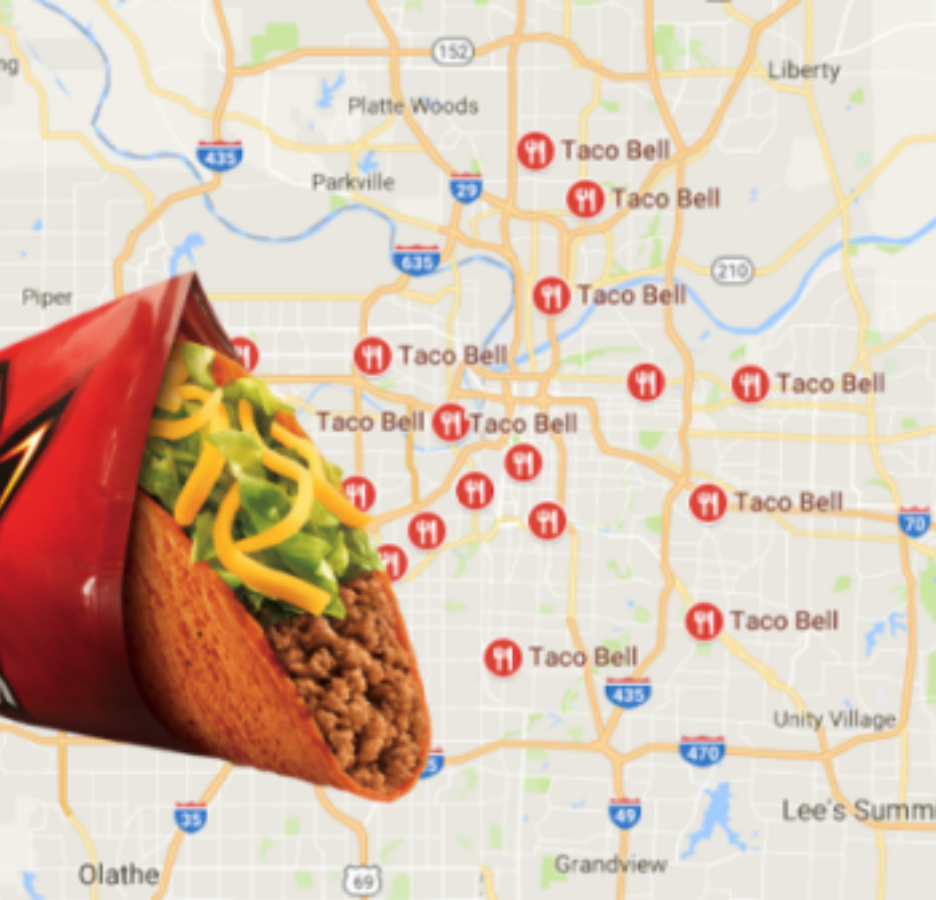 152
Liberty
Platte Woods
Taco Bell
435
Parkville
29
Taco Bell
635
210
Piper
Taco Bell
Taco Bell
Taco Bell
Taco Bell
Taco Bell
Taco Bell
70
Taco Bell
Taco Bell
435
Unity Village
470
Lee's Summ
35
49
Grandview
Olathe
69